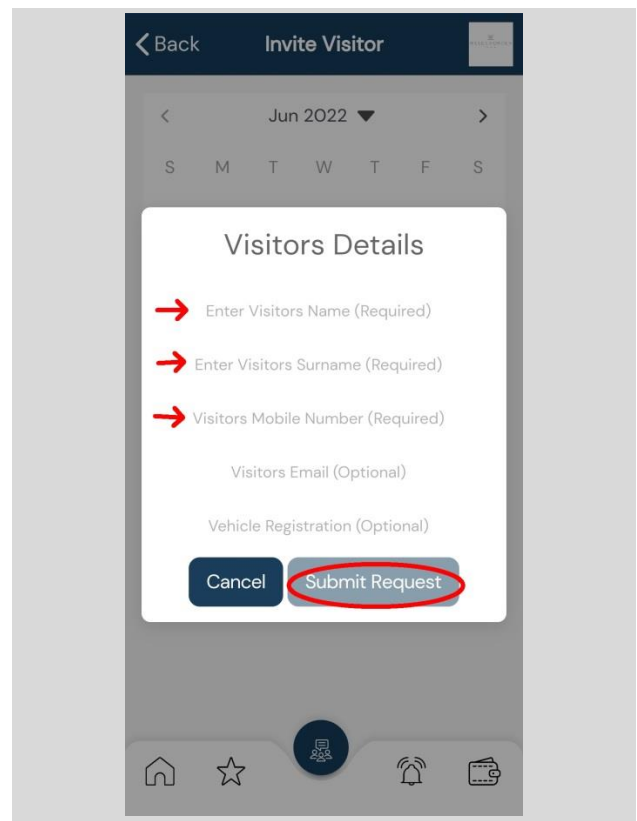 Back Invite Visitor
Jun 2022
S M T W T F S
Visitors Details
Enter Visitors Name (Required)
Enter Visitors Surname (Required)
Visitors Mobile Number (Required)
Visitors Email (Optional)
Vehicle Registration (Optional)
Cancel Submit Request